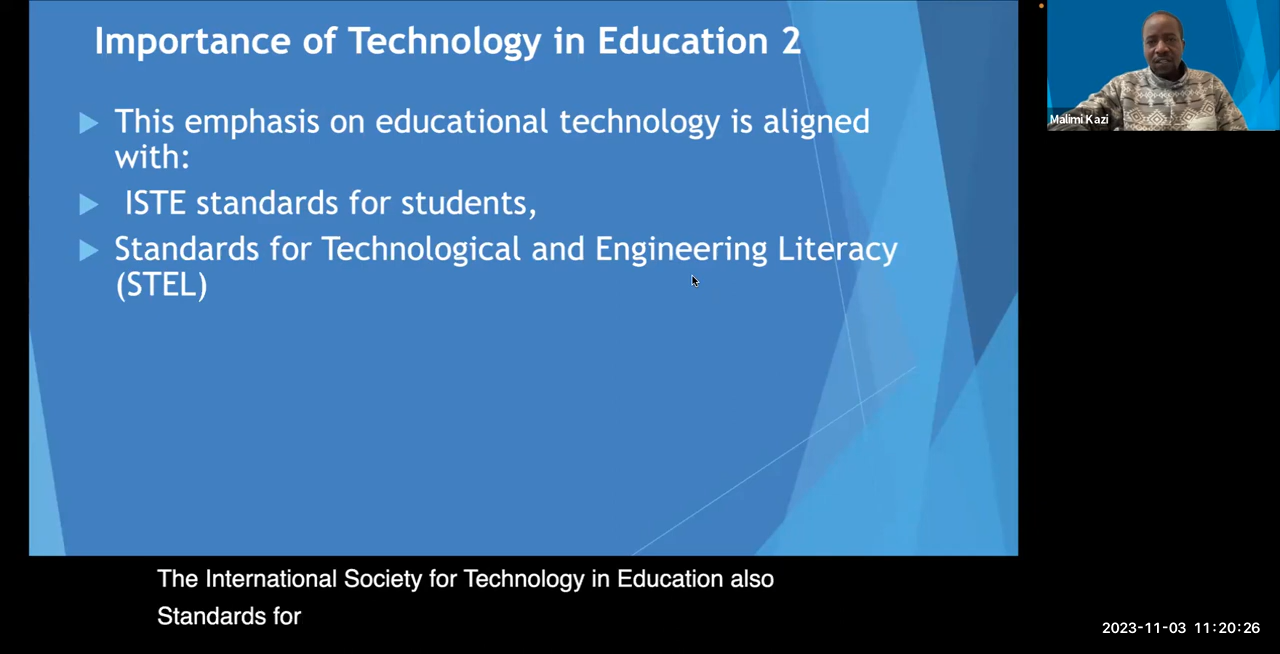 Importance of Technology in Education 2
This emphasis on educational technology is aligned
with:
ISTE standards for students,
Standards for Technological and Engineering Literacy
(STEL)
Malimi Kazi
The International Society for Technology in Education also
Standards for
2023-11-03 11:20:26